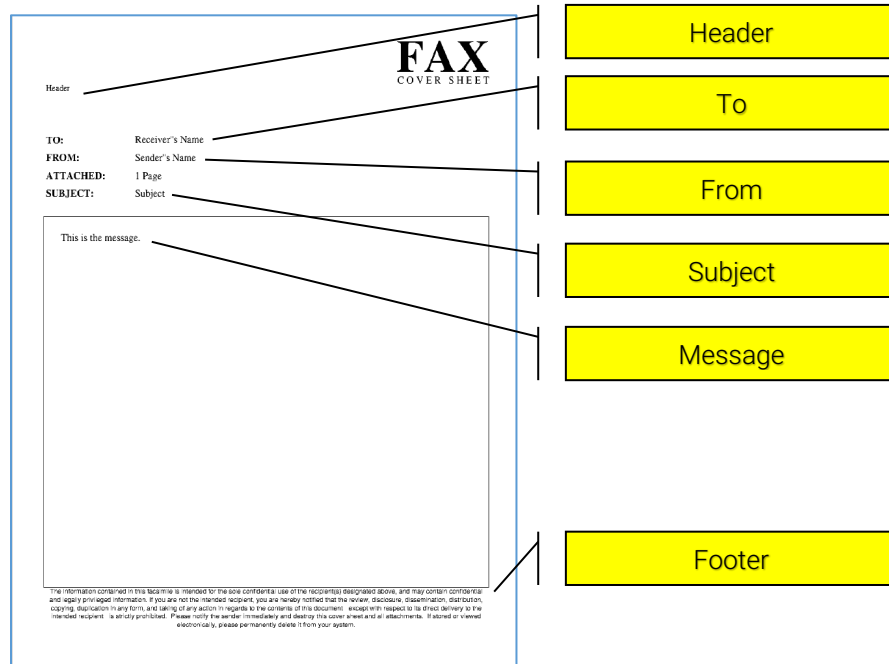 FAX
COVER SHEET
Header
TO: Receiver"s Name
FROM: Sender"s Name
ATTACHED: 1 Page
SUBJECT: Subject
This is the message.
The information contained in this facsimile is intended for the sole confidential use of the recipient(s) designated above, and may contain confidential
and legally privileged information. If you are not the intended recipient, you are hereby notified that the review, disclosure, dissemination, distribution,
copying, duplication in any form, and taking of any action in regards to the contents of this document except with respect to its direct delivery to the
intended recipient is strictly prohibited. Please notify the sender immediately and destroy this cover sheet and all attachments. If stored or viewed
electronically, please permanently delete it from your system.
Header
To
From
Subject
Message
Footer